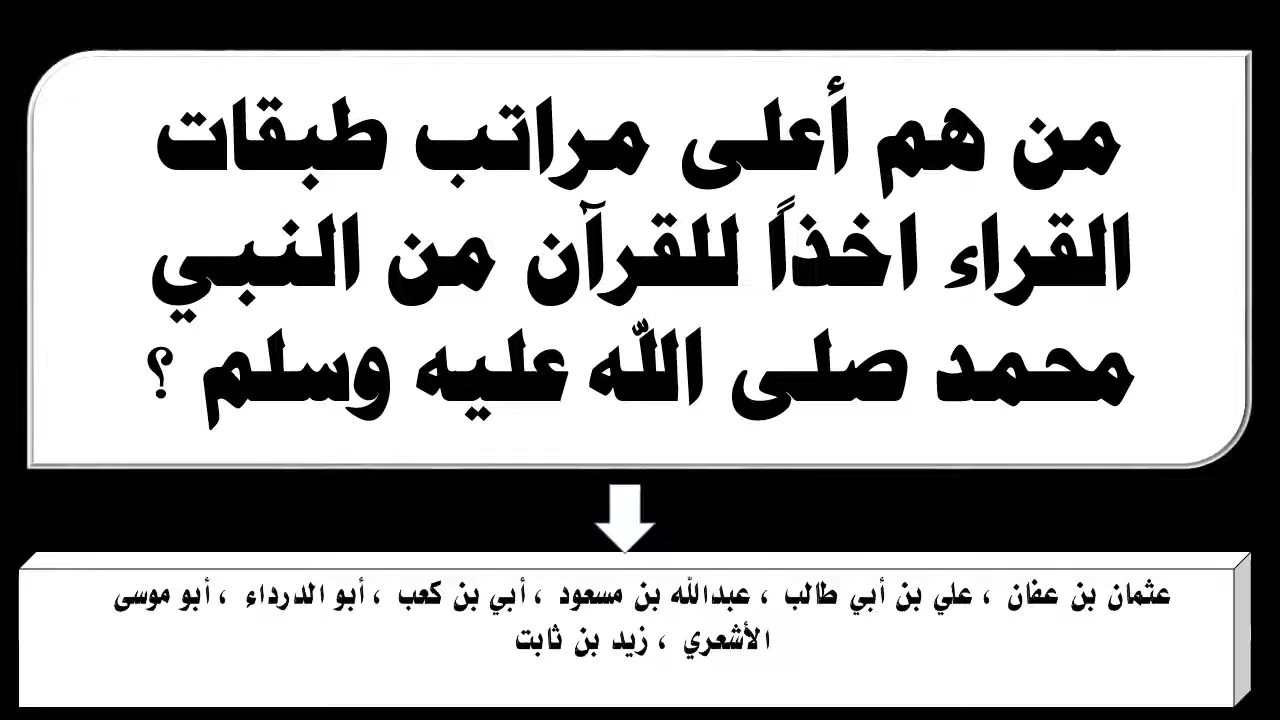 من هم أعلى مراتب طبقات
القراء اخذاً للقرآن من النبي
محمد صلى الله عليه وسلم ؟
عثمان بن عفان ، علي بن أبي طالب ، عبدالله بن مسعود ، أبي بن كعب ، أبو الدرداء ، أبو موسى
الأشعري ، زيد بن ثابت